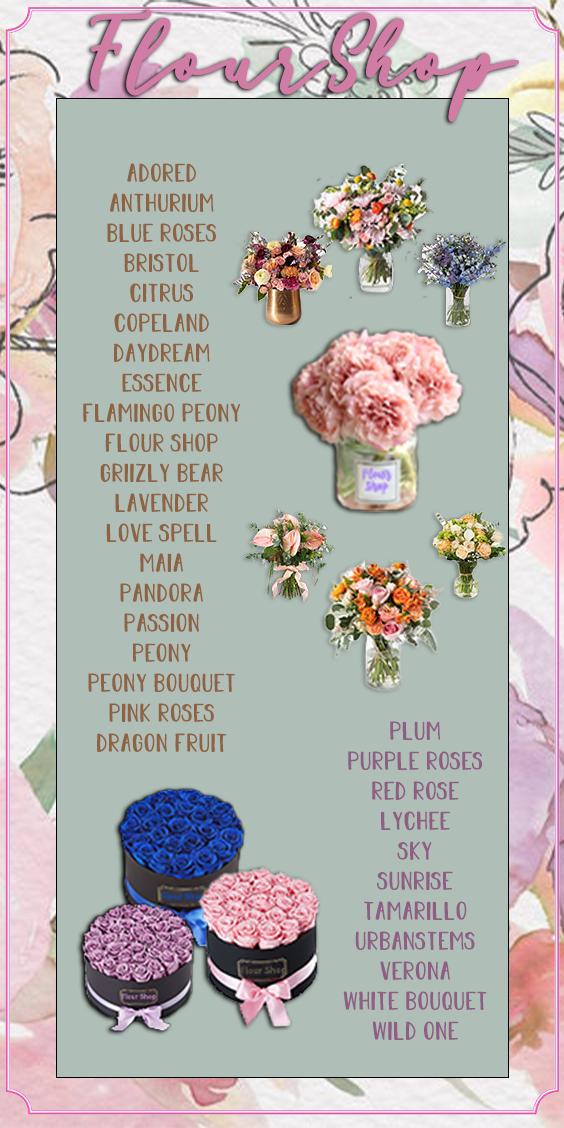 Flour Shop
ADORED
ANTHURIUM
BLUE ROSES
BRISTOL
CITRUS
COPELAND
DAYDREAM
ESSENCE
FLAMINGO PEONY
FLOUR SHOP
GRIIZLY BEAR
LAVENDER
LOVE SPELL
MAIA
PANDORA
PASSION
PEONY
PEONY BOUQUET
PINK ROSES
DRAGON FRUIT
Flour
Shop
PLUM
PURPLE ROSES
RED ROSE
LYCHEE
SKY
SUNRISE
TAMARILLO
URBANSTEMS
VERONA
WHITE BOUQUET
WILD ONE
Flour Shop
Flour Shop